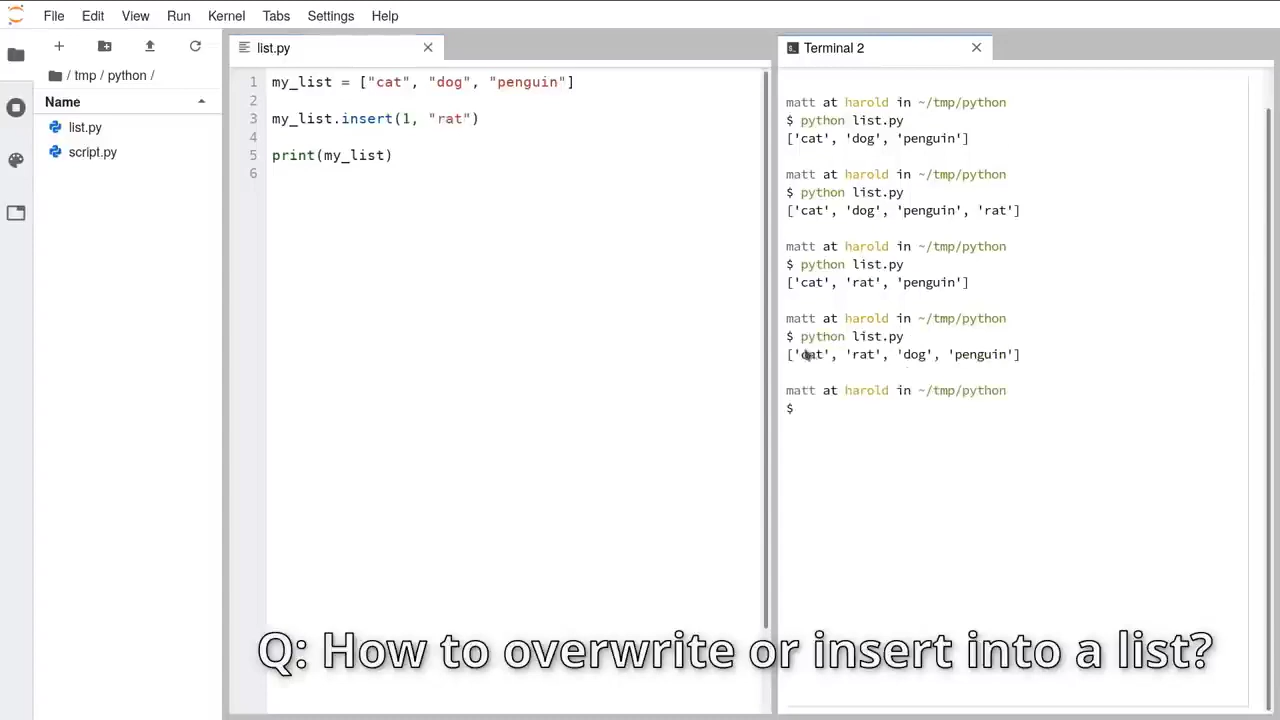 File Edit View Run Kernel Tabs Settings Help
/ tmp / python /
Name
list.py
script.py
list.py
1 my_list = ["cat", "dog", "penguin"]
2
3 my_list.insert(1, "rat")
4
5 print(my_list)
6
Terminal 2
matt at harold in ~/tmp/python
$ python list.py
['cat', 'dog', 'penguin']
matt at harold in ~/tmp/python
$ python list.py
['cat', 'dog', 'penguin', 'rat']
matt at harold in ~/tmp/python
$ python list.py
['cat', 'rat', 'penguin']
matt at harold in ~/tmp/python
$ python list.py
['cat', 'rat', 'dog', 'penguin']
matt at harold in ~/tmp/python
$
Q: How to overwrite or insert into a list?